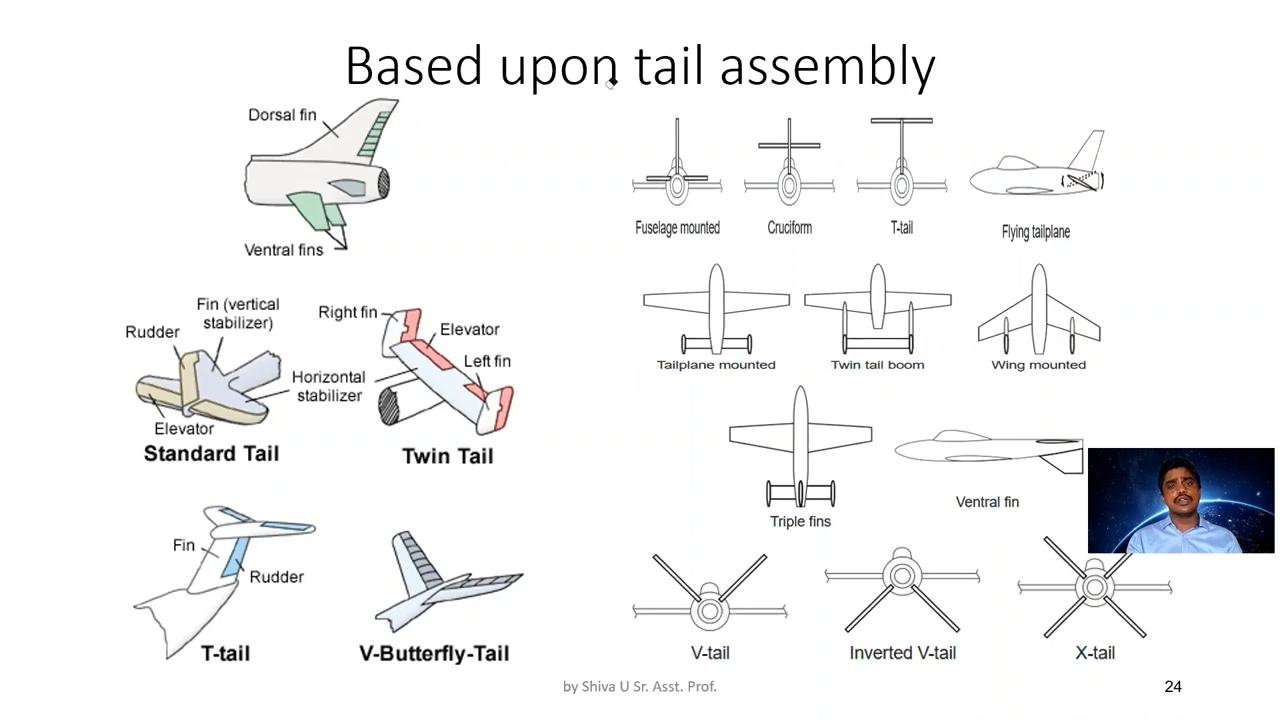 Based upon tail assembly
Dorsal fin
Ventral fins
Fin (vertical
stabilizer)
Rudder
Elevator
Standard Tail
Right fin
Elevator
Left fin
Horizontal
stabilizer
Twin Tail
Fin
Rudder
T-tail
V-Butterfly-Tail
Fuselage mounted
Cruciform
T-tail
Flying tailplane
Tailplane mounted
Twin tail boom
Wing mounted
Triple fins
Ventral fin
V-tail
Inverted V-tail
X-tail
by Shiva U Sr. Asst. Prof.
24